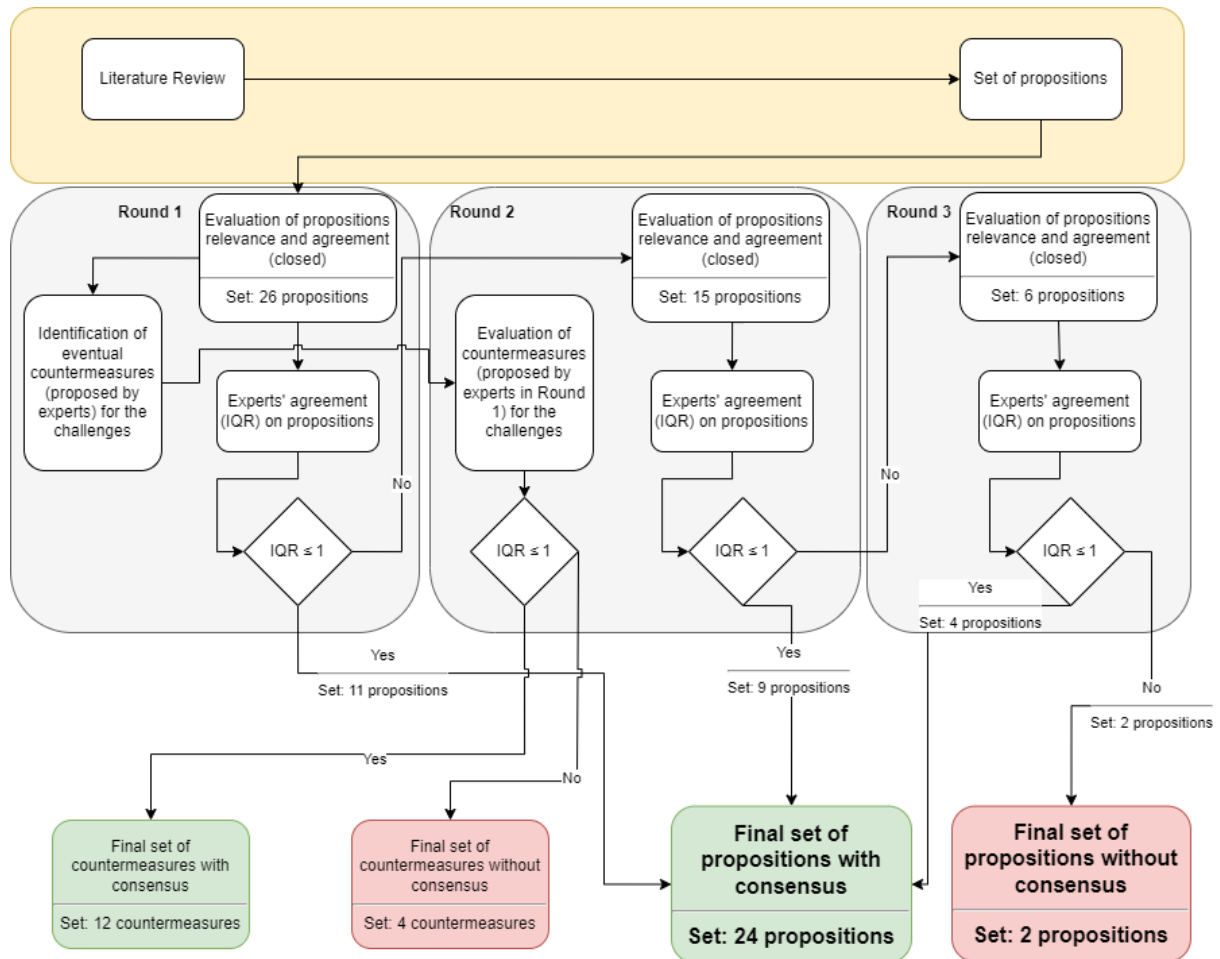 Literature Review
Set of propositions
Round 1
Evaluation of propositions
relevance and agreement
(closed)
Set: 26 propositions
Identification of
eventual
countermeasures
(proposed by
experts) for the
challenges
Experts' agreement
(IQR) on propositions
IQR ≤ 1
No
Yes
Set: 11 propositions
Round 2
Evaluation of propositions
relevance and agreement
(closed)
Set: 15 propositions
Evaluation of
countermeasures
(proposed by
experts in Round
1) for the
challenges
Experts' agreement
(IQR) on propositions
IQR ≤ 1
IQR ≤ 1
No
Yes
Set: 9 propositions
Yes
No
Round 3
Evaluation of propositions
relevance and agreement
(closed)
Set: 6 propositions
Experts' agreement
(IQR) on propositions
IQR ≤ 1
Yes
Set: 4 propositions
No
Set: 2 propositions
Final set of
countermeasures with
consensus
Set: 12 countermeasures
Final set of
countermeasures without
consensus
Set: 4 countermeasures
Final set of
propositions with
consensus
Set: 24 propositions
Final set of
propositions without
consensus
Set: 2 propositions